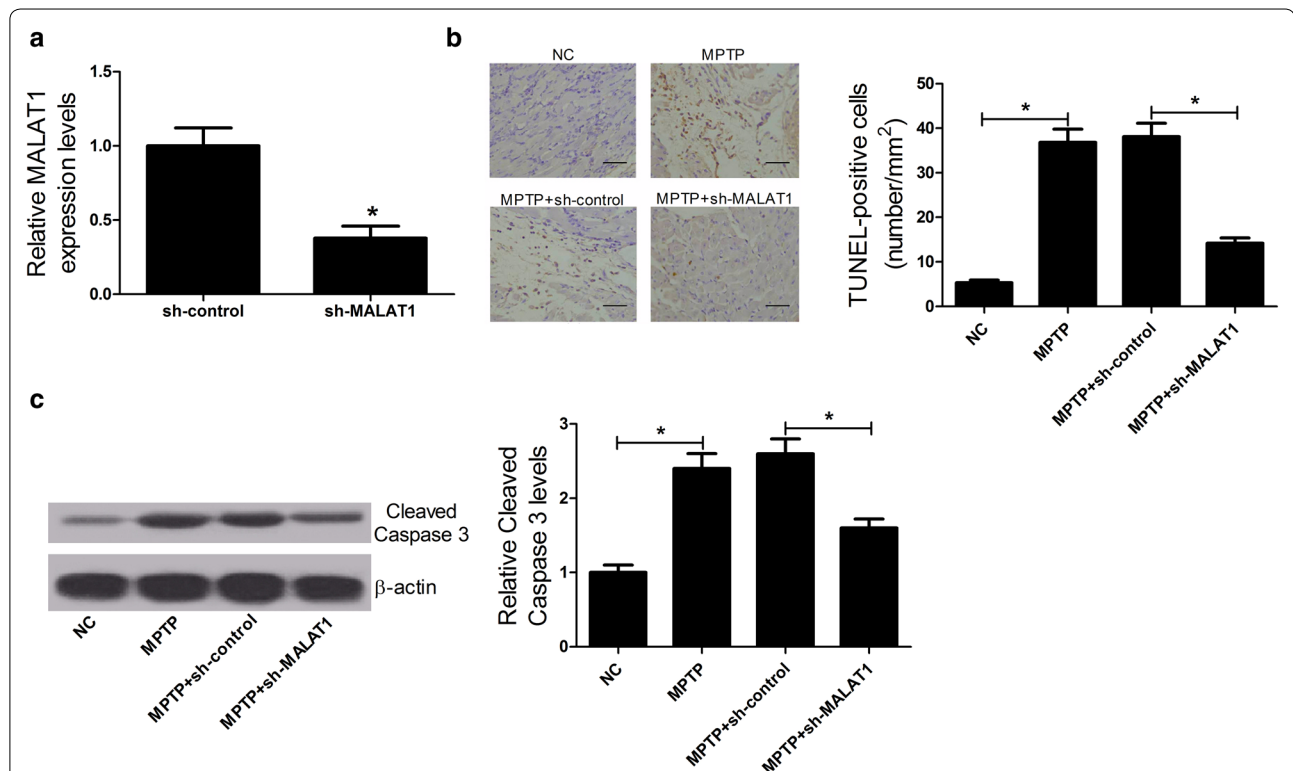 a
Relative MALAT1
expression levels
1.5
1.0
0.5
0.0
*
sh-control
sh-MALAT1
b
NC
MPTP
MPTP+sh-control
MPTP+sh-MALAT1
TUNEL-positive cells
(number/mm2)
50
40
30
20
10
0
*
*
NC
MPTP
MPTP+sh-control
MPTP+sh-MALAT1
c
Cleaved
Caspase 3
β-actin
NC
MPTP
MPTP+sh-control
MPTP+sh-MALAT1
Relative Cleaved
Caspase 3 levels
3
2
1
0
*
*
NC
MPTP
MPTP+sh-control
MPTP+sh-MALAT1